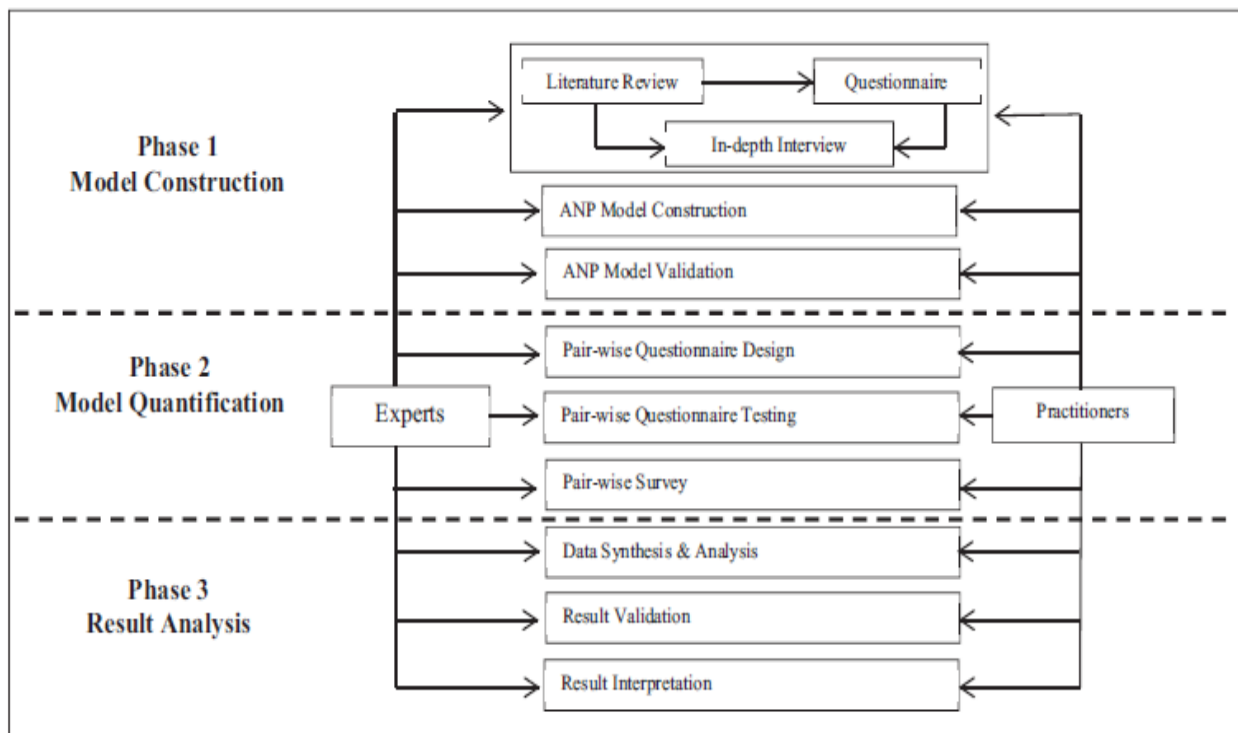 Literature Review
Questionnaire
In-depth Interview
Phase 1
Model Construction
ANP Model Construction
ANP Model Validation
Phase 2
Model Quantification
Pair-wise Questionnaire Design
Experts
Pair-wise Questionnaire Testing
Practitioners
Pair-wise Survey
Phase 3
Result Analysis
Data Synthesis & Analysis
Result Validation
Result Interpretation